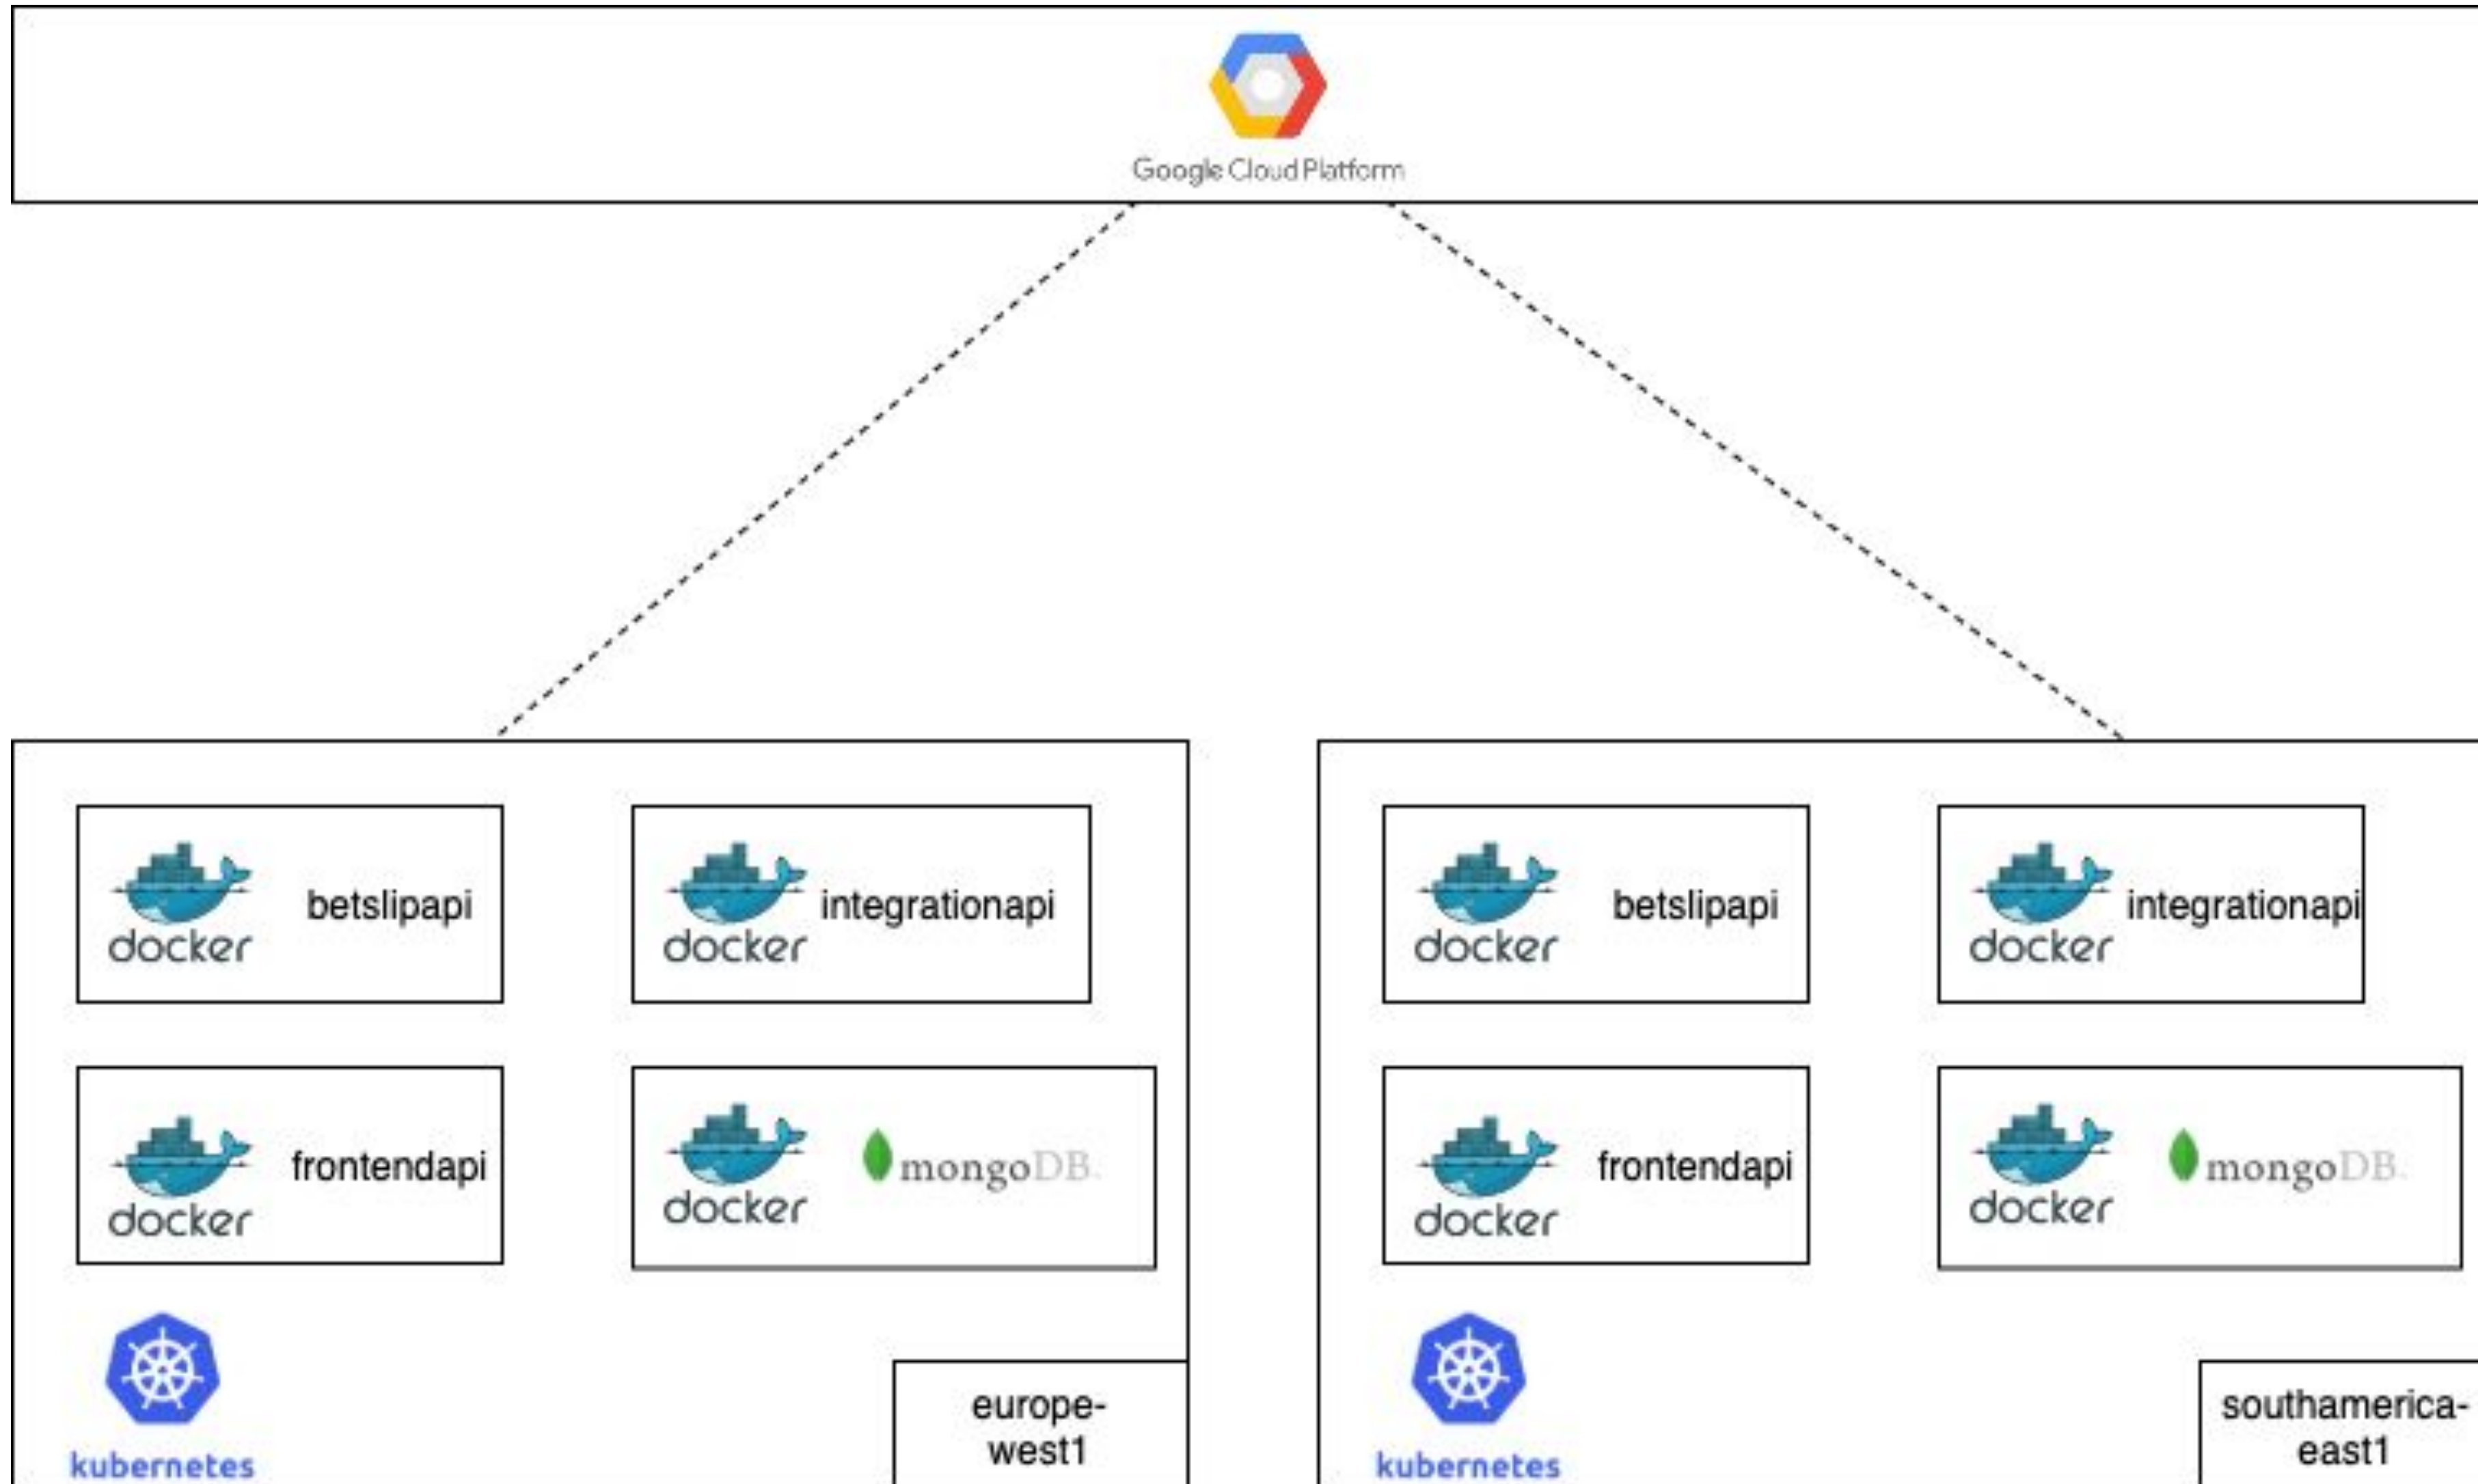 Google Cloud Platform
betslipapi
docker
integrationapi
docker
betslipapi
docker
integrationapi
docker
frontendapi
docker
mongoDB.
docker
frontendapi
docker
mongoDB.
docker
kubernetes
europe-
west1
kubernetes
southamerica-
east1